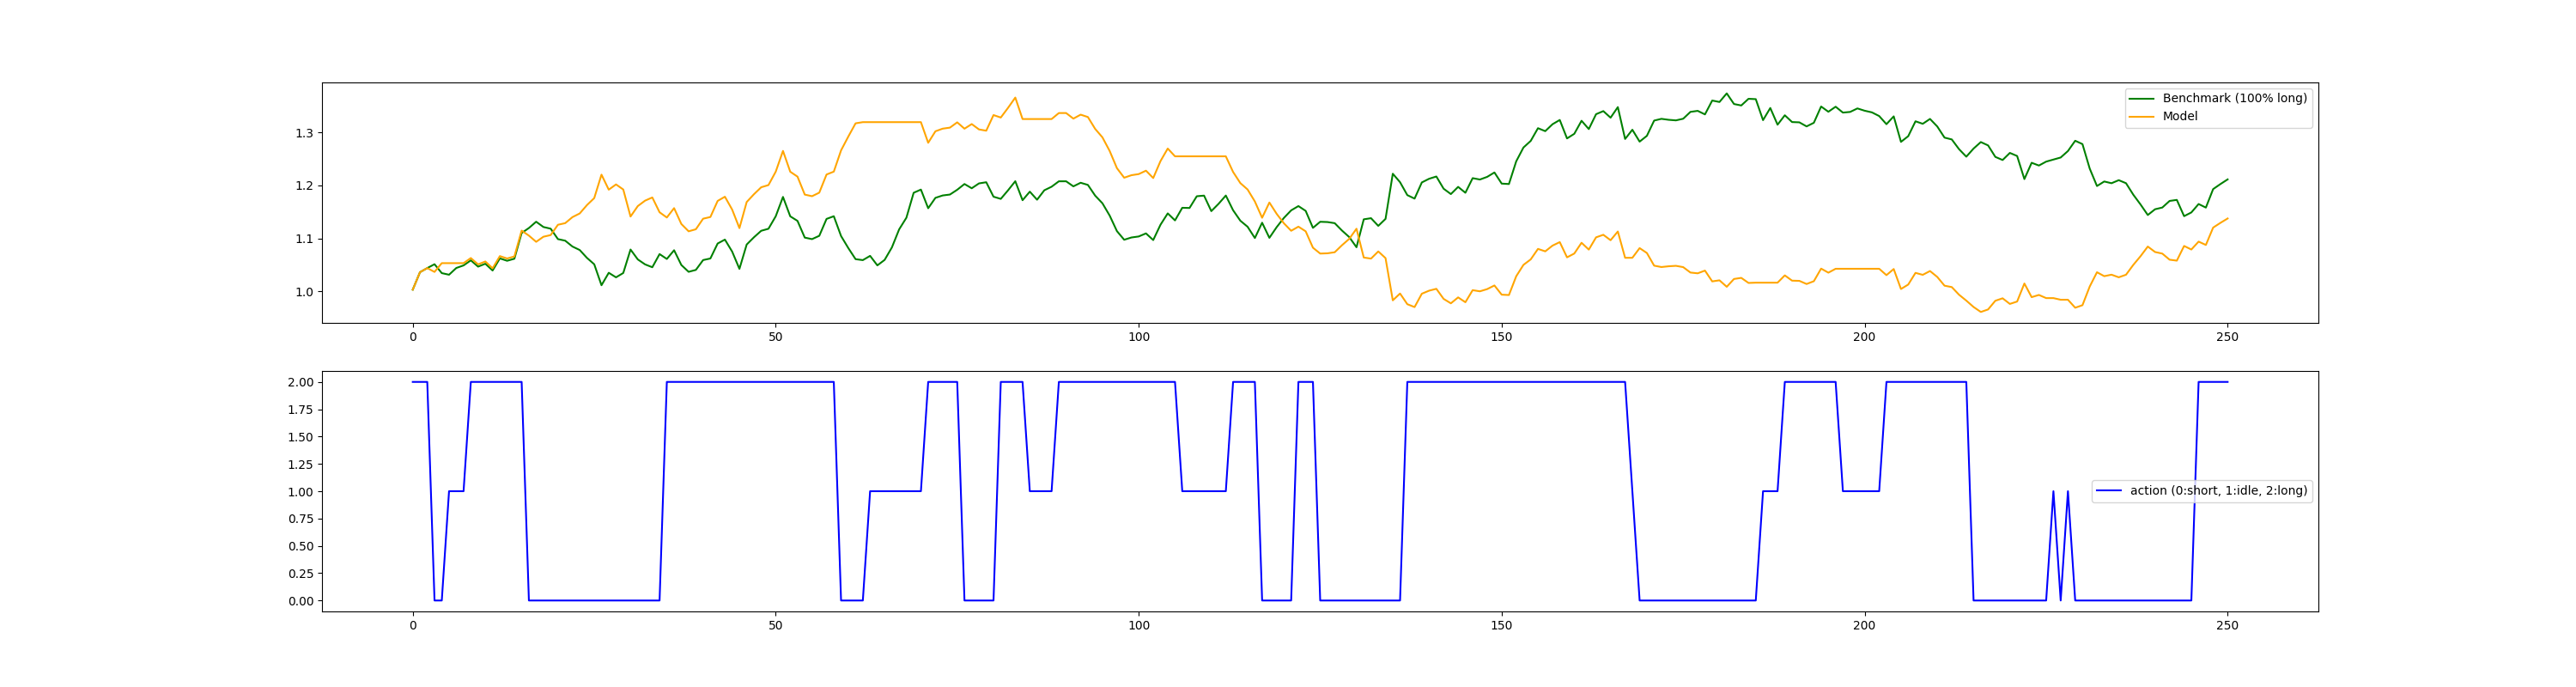 Benchmark (100% long)
Model
1.3
1.2
1.1
1.0
0 50 100 150 200 250
2.00
1.75
1.50
1.25
1.00
0.75
0.50
0.25
0.00
action (0:short, 1:idle, 2:long)
0 50 100 150 200 250